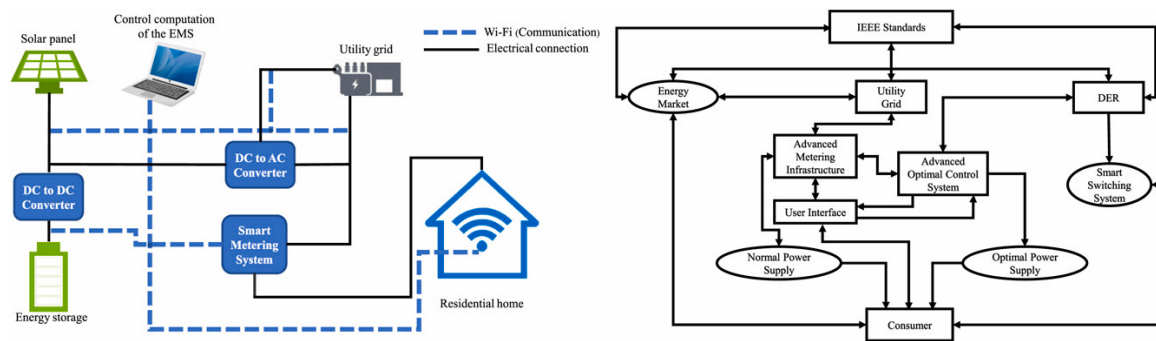 Control computation
of the EMS
Solar panel
Utility grid
Wi-Fi (Communication)
Electrical connection
DC to AC
Converter
DC to DC
Converter
Smart
Metering
System
Energy storage
Residential home
IEEE Standards
Energy
Market
Utility
Grid
DER
Advanced
Metering
Infrastructure
Advanced
Optimal Control
System
Smart
Switching
System
User Interface
Normal Power
Supply
Optimal Power
Supply
Consumer